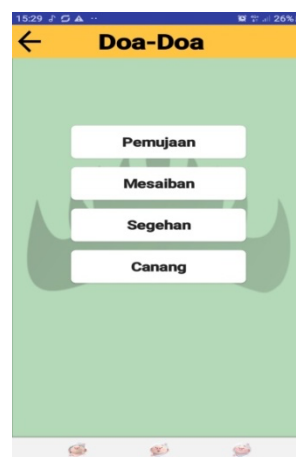 15:29 26%
Doa-Doa
Pemujaan
Mesaiban
Segehan
Canang